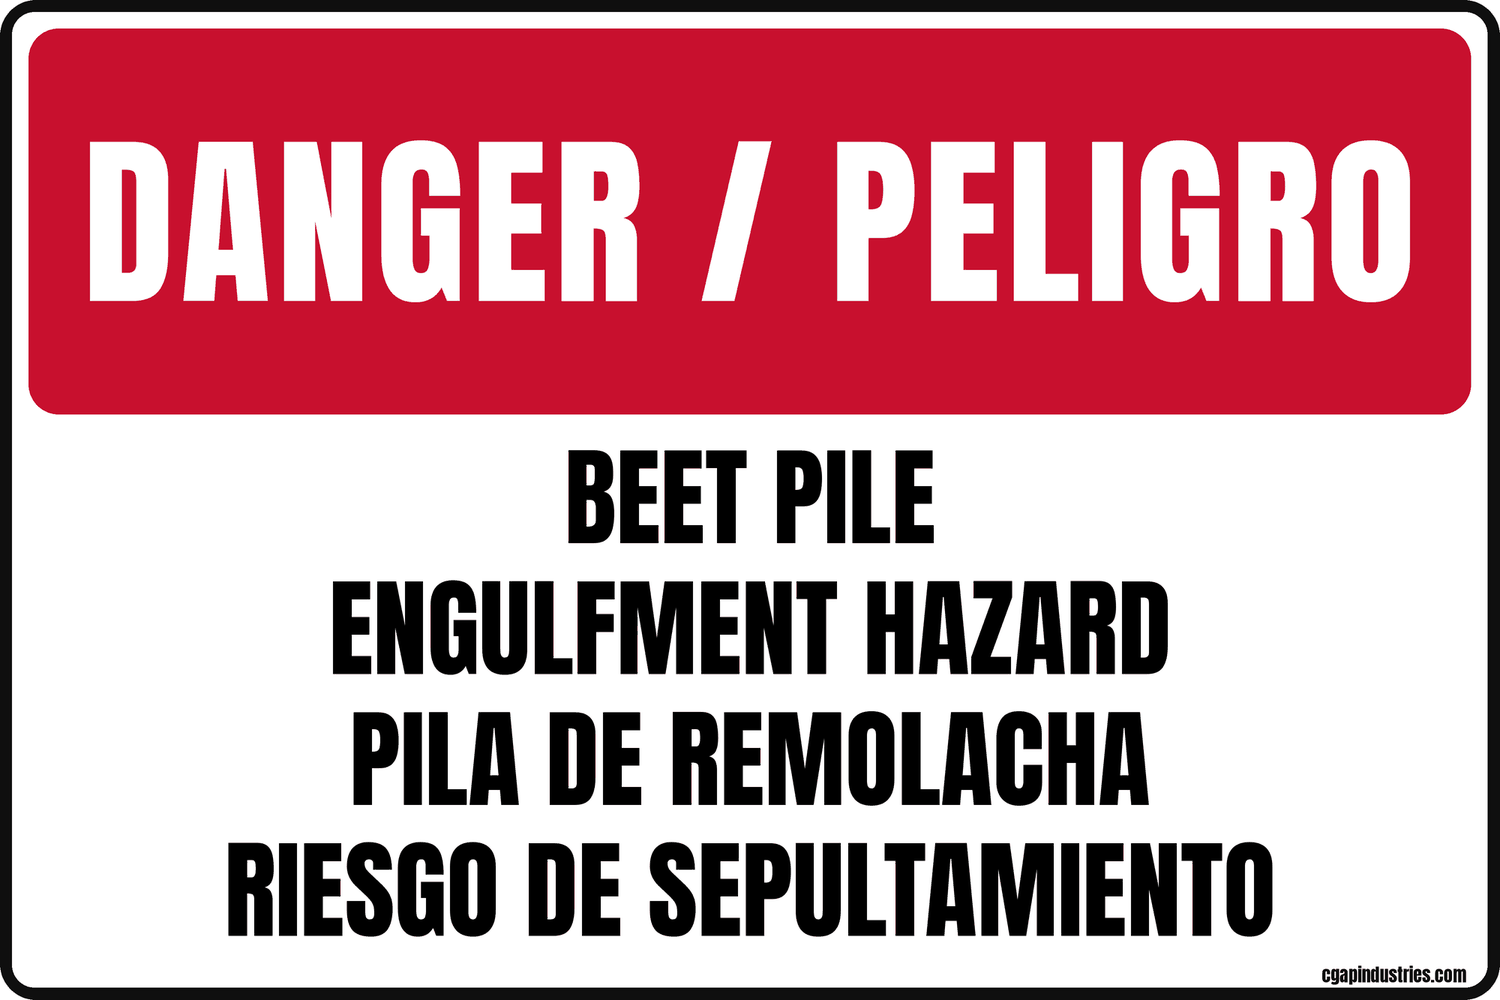 DANGER / PELIGRO
BEET PILE
ENGULFMENT HAZARD
PILA DE REMOLACHA
RIESGO DE SEPULTAMIENTO
cgapindustries.com